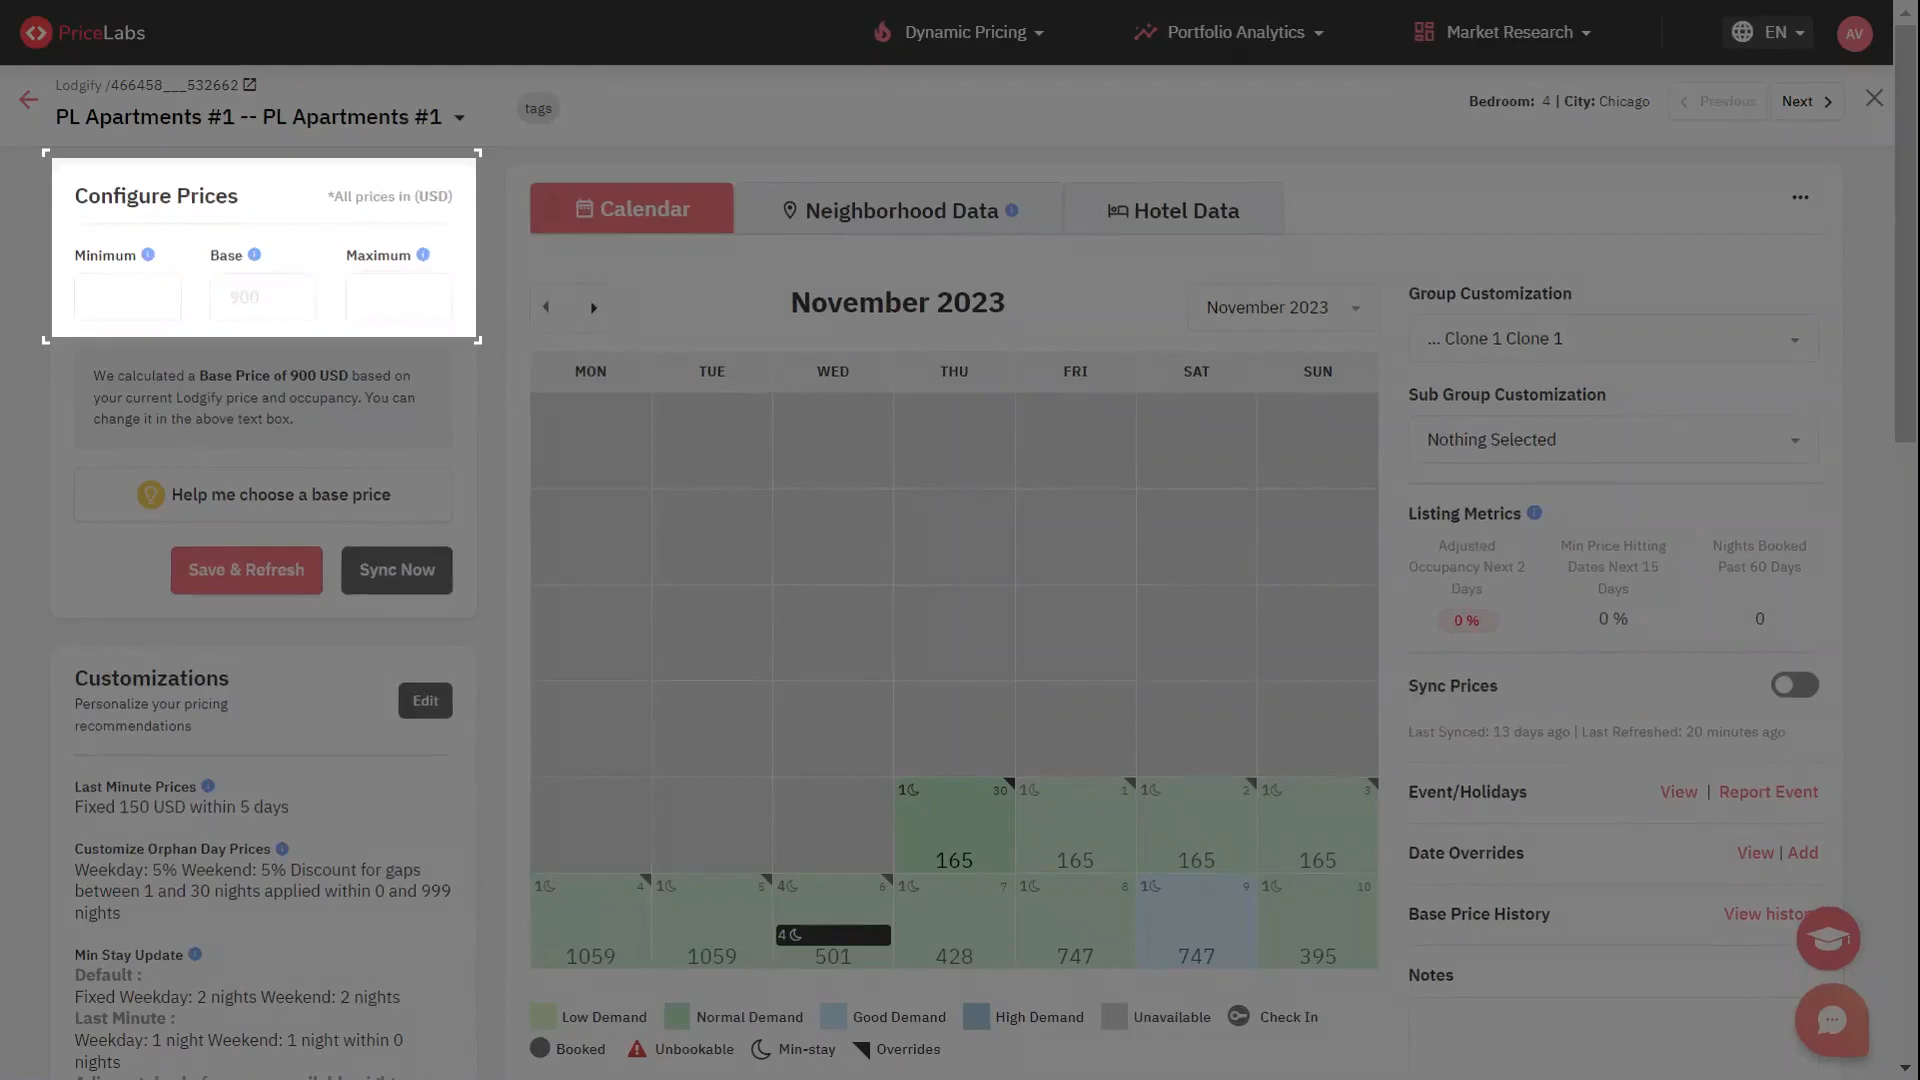 PriceLabs
Dynamic Pricing
Portfolio Analytics
Market Research
EN
AV
Lodgify /466458___532662
PL Apartments #1 -- PL Apartments #1
tags
Bedroom: 4 | City: Chicago
Previous
Next
Configure Prices
*All prices in (USD)
Minimum
Base
Maximum
900
We calculated a Base Price of 900 USD based on
your current Lodgify price and occupancy. You can
change it in the above text box.
Help me choose a base price
Save & Refresh
Sync Now
Customizations
Personalize your pricing
recommendations
Edit
Last Minute Prices
Fixed 150 USD within 5 days
Customize Orphan Day Prices
Weekday: 5% Weekend: 5% Discount for gaps
between 1 and 30 nights applied within 0 and 999
nights
Min Stay Update
Default :
Fixed Weekday: 2 nights Weekend: 2 nights
Last Minute :
Weekday: 1 night Weekend: 1 night within 0
nights
Calendar
Neighborhood Data
Hotel Data
November 2023
November 2023
MON TUE WED THU FRI SAT SUN
1 30 1 1 1 2 1 3
165 165 165 165
1 4 1 5 4 6 1 7 1 8 1 9 1 10
4
1059 1059 501 428 747 747 395
Low Demand
Normal Demand
Good Demand
High Demand
Unavailable
Check In
Booked
Unbookable
Min-stay
Overrides
Group Customization
... Clone 1 Clone 1
Sub Group Customization
Nothing Selected
Listing Metrics
Adjusted
Occupancy Next 2
Days
0 %
Min Price Hitting
Dates Next 15
Days
0 %
Nights Booked
Past 60 Days
0
Sync Prices
Last Synced: 13 days ago | Last Refreshed: 20 minutes ago
Event/Holidays
View | Report Event
Date Overrides
View | Add
Base Price History
View histor
Notes